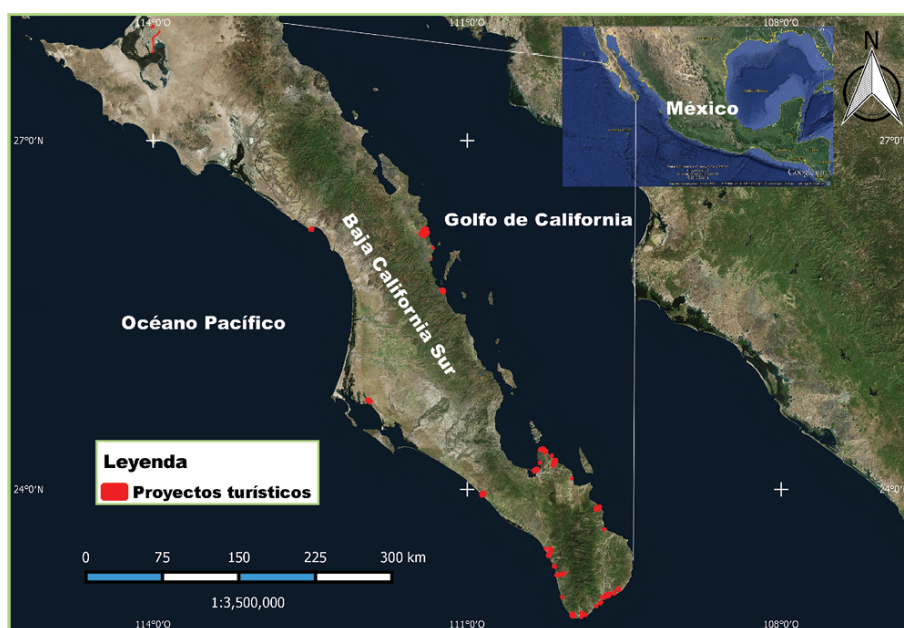 114°0'O
111°0'O
108°0'O
N
México
Google
27°0'N
27°0'N
Golfo de California
Baja California Sur
Océano Pacífico
Leyenda
Proyectos turísticos
24°0'N
24°0'N
0 75 150 225 300 km
1:3,500,000
114°0'O
111°0'O
108°0'O